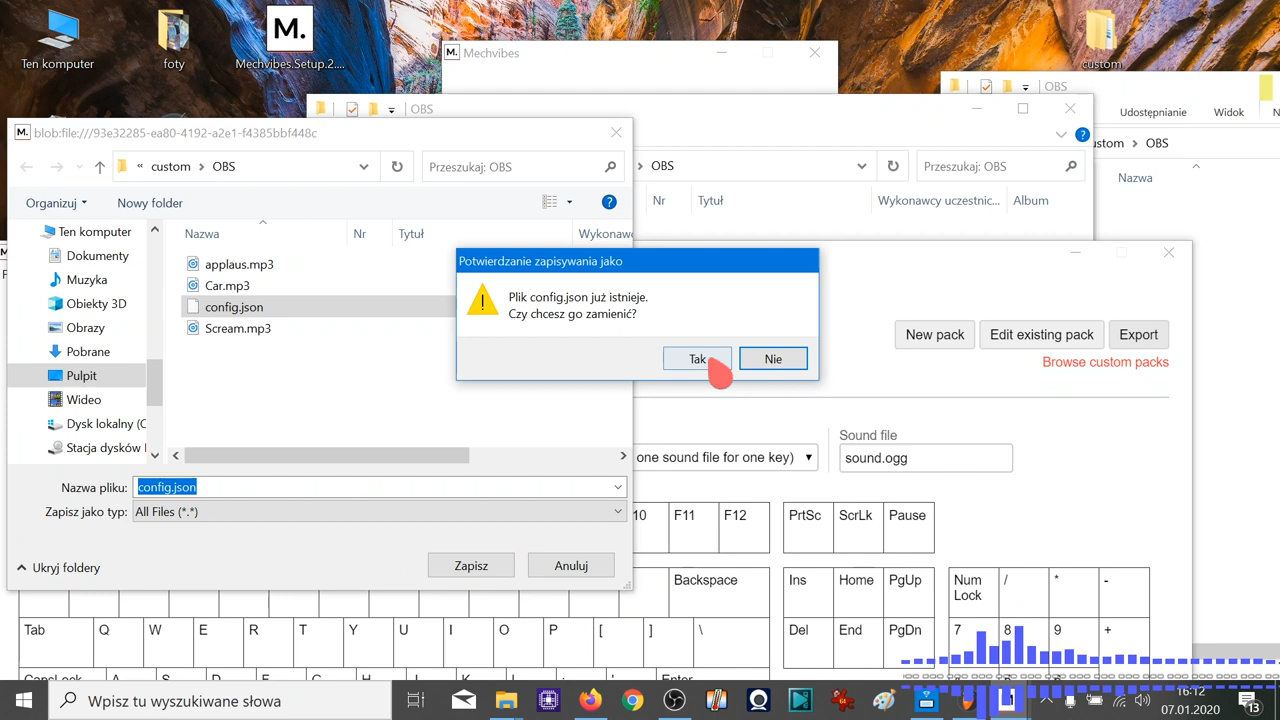 M.
Ten komputer
foty
Mechvibes.Setup.2....
custom
M. Mechvibes
OBS
OBS
Udostępnianie
Widok
M. blob:file:///93e32285-ea80-4192-a2e1-f4385bbf448c
« custom › OBS
Przeszukaj: OBS
› OBS
Przeszukaj: OBS
ustom › OBS
Organizuj
Nowy folder
Nr
Tytuł
Wykonawcy uczestnic...
Album
Nazwa
Nazwa
Nr
Tytuł
Wykonawc
Ten komputer
Dokumenty
Muzyka
Obiekty 3D
Obrazy
Pobrane
Pulpit
Wideo
Dysk lokalny (C
Stacja dysków
applaus.mp3
Car.mp3
config.json
Scream.mp3
Potwierdzanie zapisywania jako
Plik config.json już istnieje.
Czy chcesz go zamienić?
Tak
Nie
New pack
Edit existing pack
Export
Browse custom packs
one sound file for one key)
Sound file
sound.ogg
Nazwa pliku:
config.json
Zapisz jako typ:
All Files (*.*)
Ukryj foldery
Zapisz
Anuluj
10 F11 F12 PrtSc ScrLk Pause
Backspace Ins Home PgUp Num Lock / * -
Tab Q W E R T Y U I O P [ ] \ Del End PgDn 7 8 9 +
CapsLock A S D F G H J K L ; ' Enter
Wpisz tu wyszukiwane słowa
16:12
07.01.2020
13